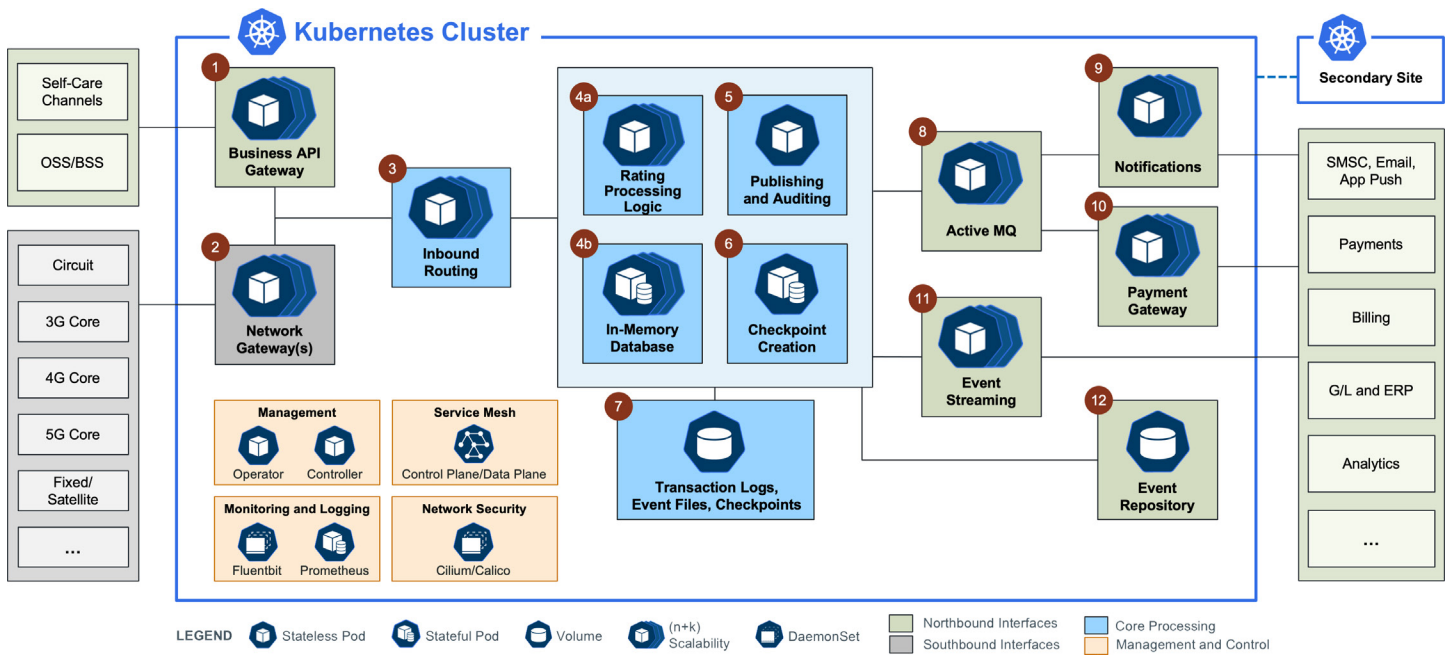 Kubernetes Cluster
Secondary Site
Self-Care
Channels
OSS/BSS
Circuit
3G Core
4G Core
5G Core
Fixed/
Satellite
...
1
Business API
Gateway
2
Network
Gateway(s)
3
Inbound
Routing
4a
Rating
Processing
Logic
5
Publishing
and Auditing
4b
In-Memory
Database
6
Checkpoint
Creation
7
Transaction Logs,
Event Files, Checkpoints
8
Active MQ
9
Notifications
10
Payment
Gateway
11
Event
Streaming
12
Event
Repository
SMSC, Email,
App Push
Payments
Billing
G/L and ERP
Analytics
...
Management
Operator
Controller
Service Mesh
Control Plane/Data Plane
Monitoring and Logging
Fluentbit
Prometheus
Network Security
Cilium/Calico
LEGEND
Stateless Pod
Stateful Pod
Volume
(n+k)
Scalability
DaemonSet
Northbound Interfaces
Southbound Interfaces
Core Processing
Management and Control